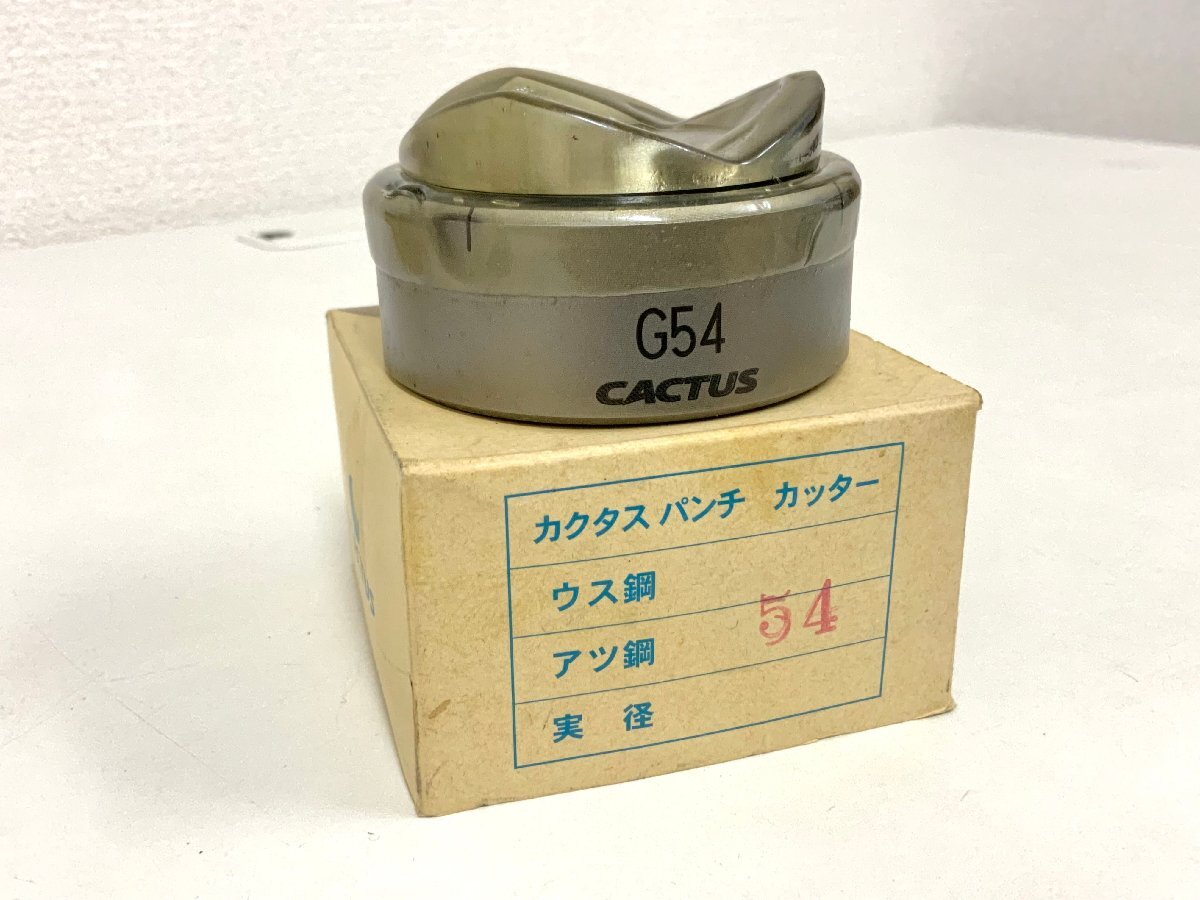 G54
CACTUS
カクタス パンチ カッター
ウス鋼
54
アツ鋼
実 径